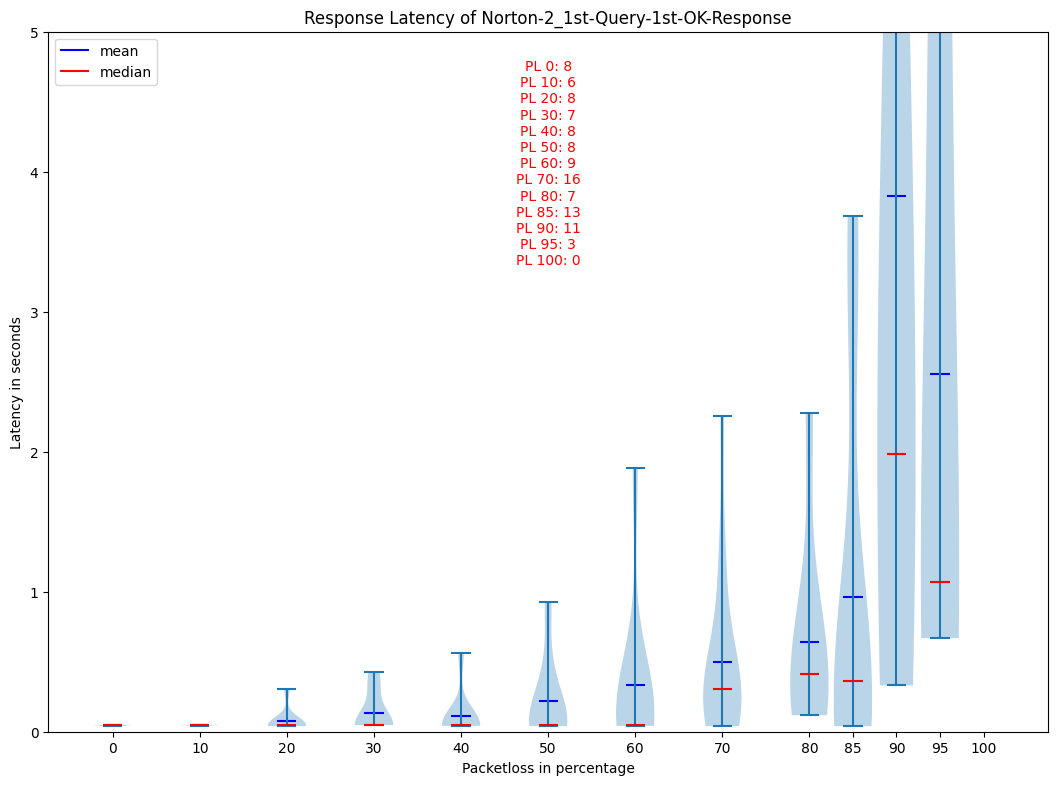 Response Latency of Norton-2_1st-Query-1st-OK-Response
mean
median
PL 0: 8
PL 10: 6
PL 20: 8
PL 30: 7
PL 40: 8
PL 50: 8
PL 60: 9
PL 70: 16
PL 80: 7
PL 85: 13
PL 90: 11
PL 95: 3
PL 100: 0
Latency in seconds
5
4
3
2
1
0
0 10 20 30 40 50 60 70 80 85 90 95 100
Packetloss in percentage